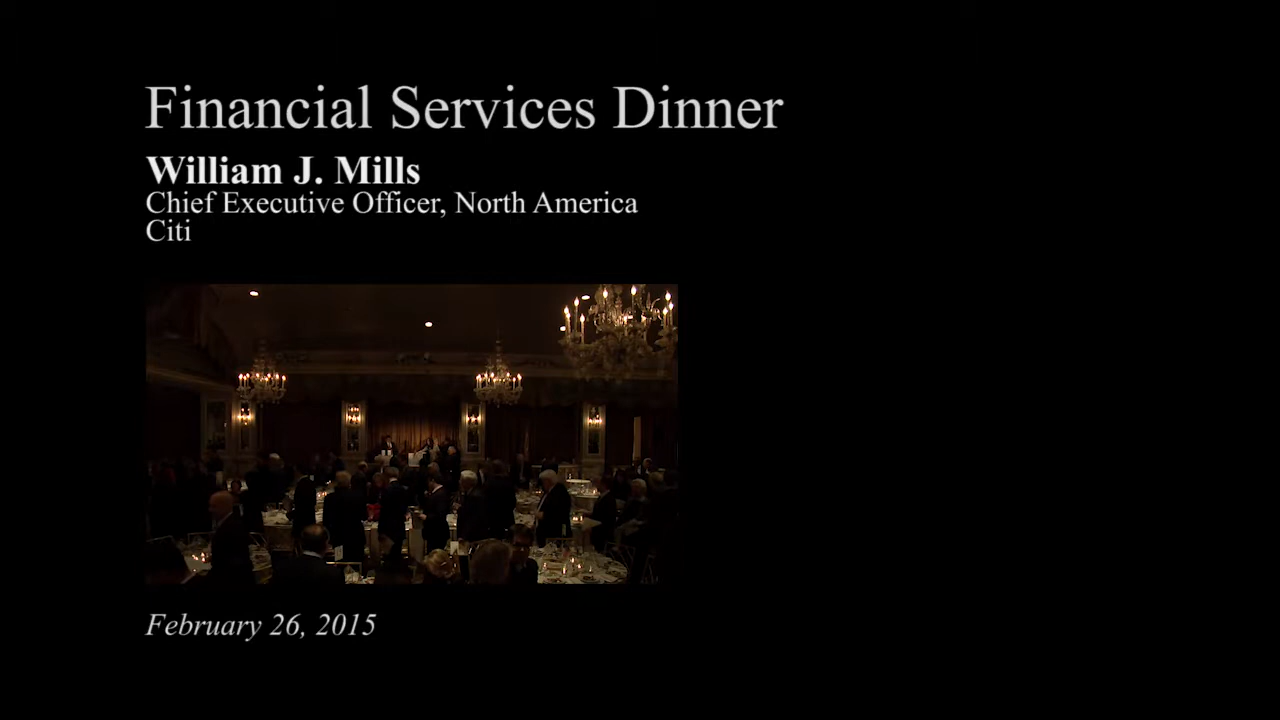 Financial Services Dinner
William J. Mills
Chief Executive Officer, North America
Citi
February 26, 2015